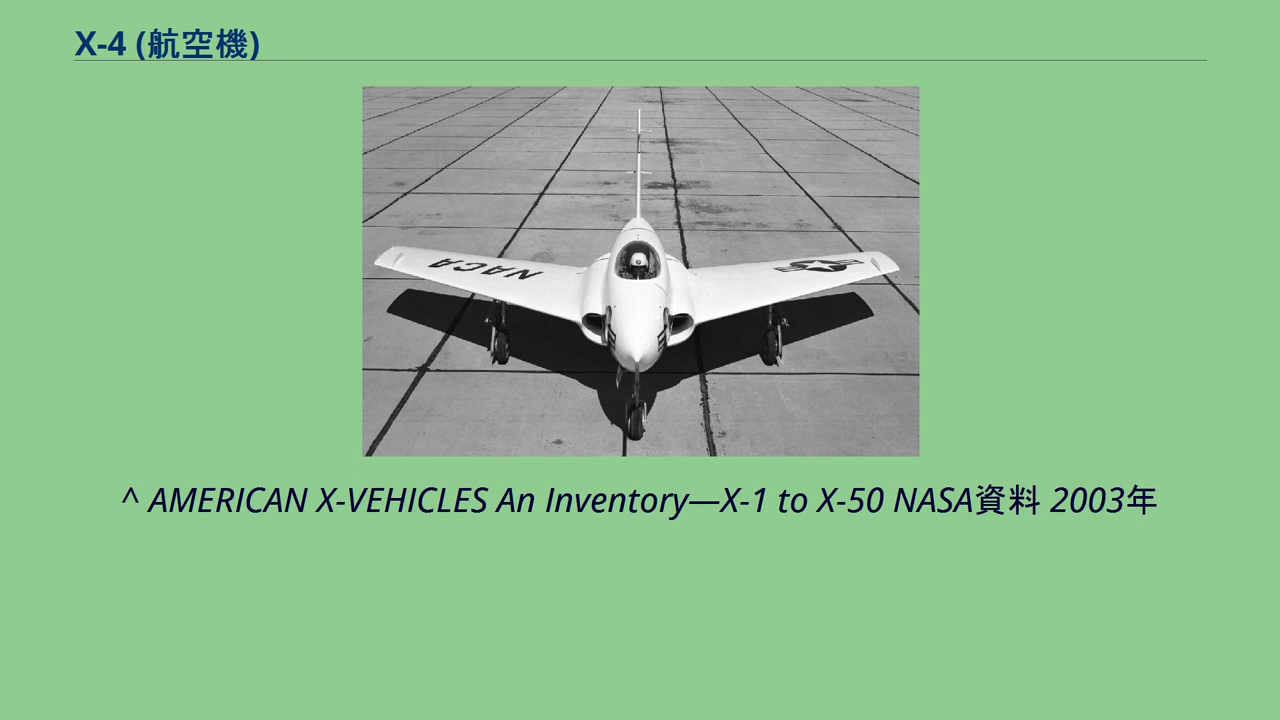 X-4 (航空機)
NACA
^ AMERICAN X-VEHICLES An Inventory—X-1 to X-50 NASA資料 2003年